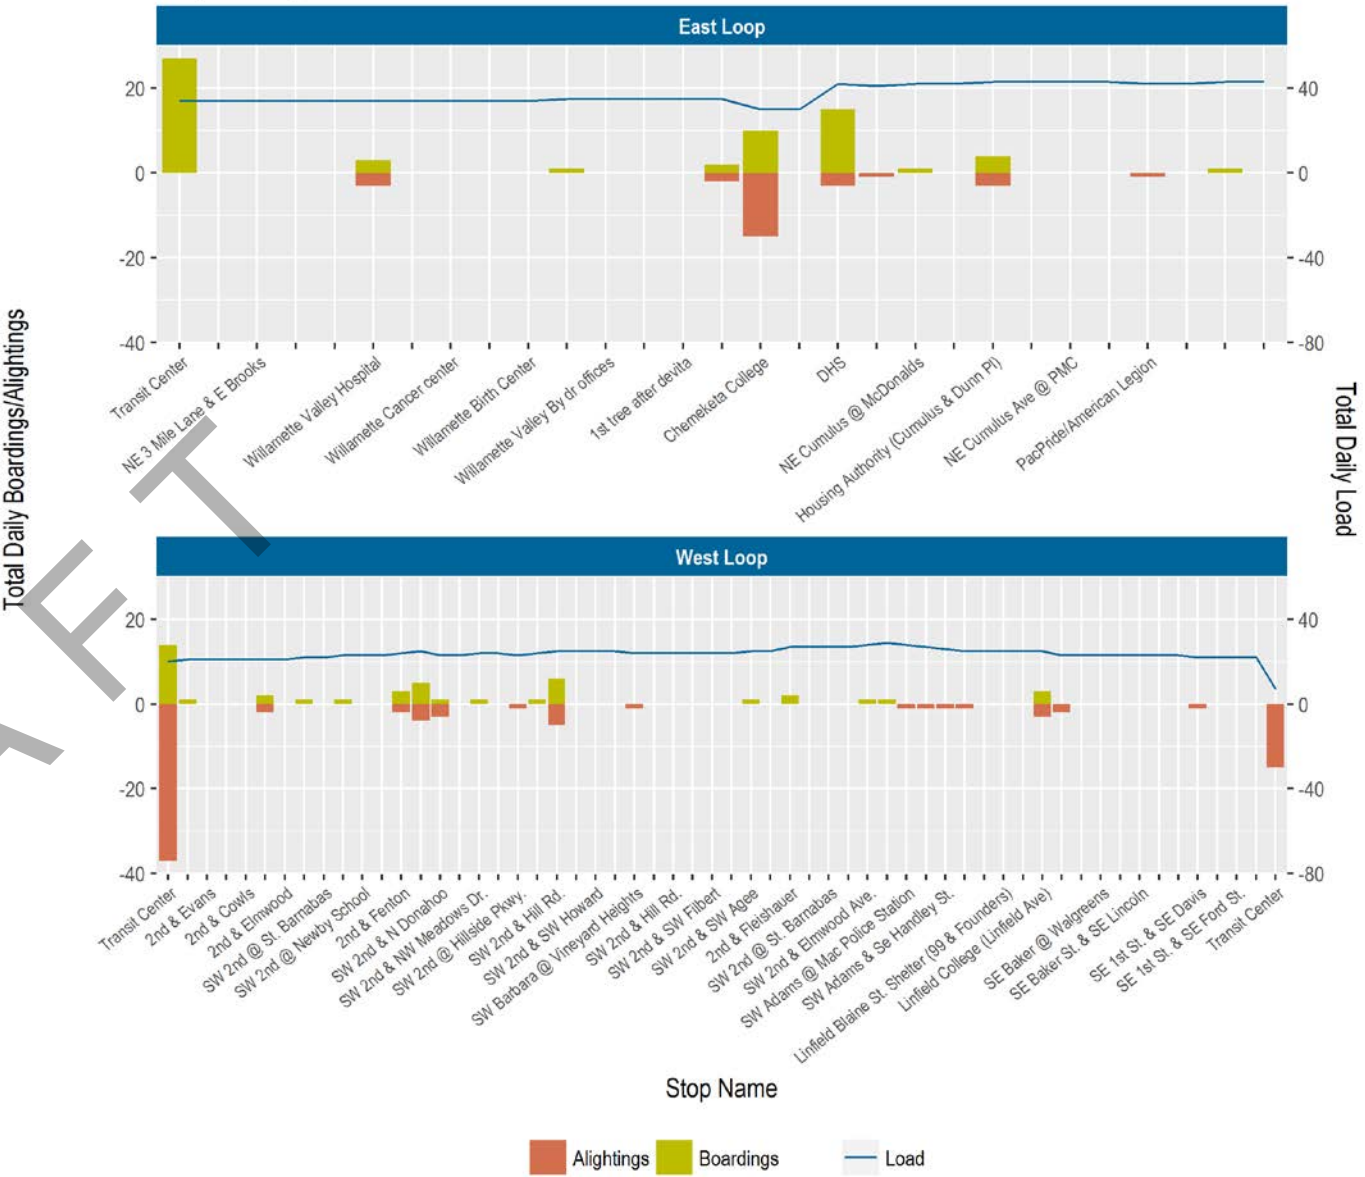 East Loop
20
0
-20
-40
40
0
-40
-80
Transit Center
NE 3 Mile Lane & E Brooks
Willamette Valley Hospital
Willamette Cancer center
Willamette Birth Center
Willamette Valley By dr offices
1st tree after devita
Chemeketa College
DHS
NE Cumulus @ McDonalds
Housing Authority (Cumulus & Dunn Pl)
NE Cumulus Ave @ PMC
PacPride/American Legion
Total Daily Boardings/Alightings
Total Daily Load
West Loop
20
0
-20
-40
40
0
-40
-80
Transit Center
2nd & Evans
2nd & Cowls
2nd & Elmwood
SW 2nd @ St. Barnabas
SW 2nd @ Newby School
2nd & Fenton
SW 2nd & N Donahoo
SW 2nd & NW Meadows Dr.
SW 2nd @ Hillside Pkwy.
SW 2nd & Hill Rd.
SW 2nd & SW Howard
SW Barbara @ Vineyard Heights
SW 2nd & Hill Rd.
SW 2nd & SW Filbert
SW 2nd & SW Agee
2nd & Fleishauer
SW 2nd @ St. Barnabas
SW 2nd & Elmwood Ave.
SW Adams @ Mac Police Station
SW Adams & Se Handley St.
Linfield Blaine St. Shelter (99 & Founders)
Linfield College (Linfield Ave)
SE Baker @ Walgreens
SE Baker St. & SE Lincoln
SE 1st St. & SE Davis
SE 1st St. & SE Ford St.
Transit Center
Stop Name
Alightings
Boardings
Load
AFT